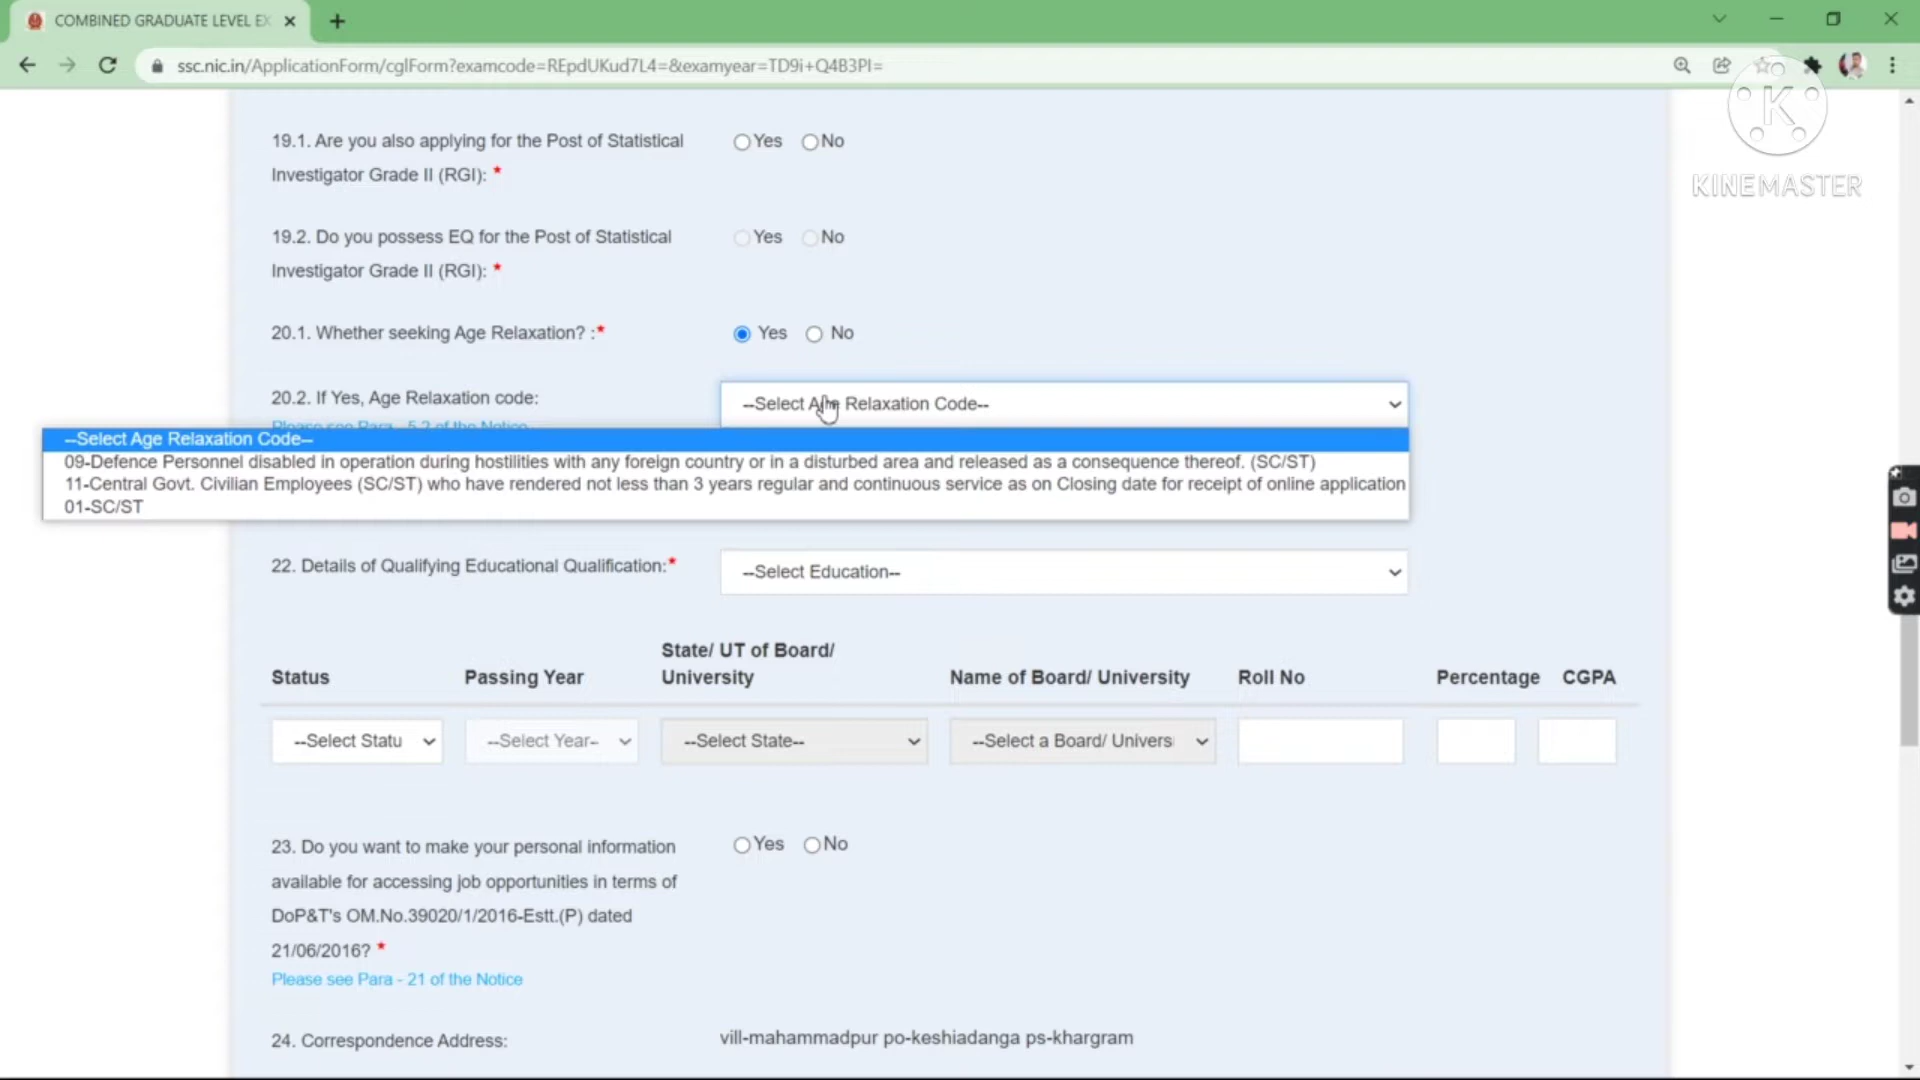 COMBINED GRADUATE LEVEL EX
ssc.nic.in/ApplicationForm/cglForm?examcode=REpdUKud7L4=&examyear=TD9i+Q4B3PI=
K
KINEMASTER
19.1. Are you also applying for the Post of Statistical
Investigator Grade II (RGI): *
Yes No
19.2. Do you possess EQ for the Post of Statistical
Investigator Grade II (RGI): *
Yes No
20.1. Whether seeking Age Relaxation? :*
Yes No
20.2. If Yes, Age Relaxation code:
Please see Para - 5.2 of the Notice
--Select Age Relaxation Code--
--Select Age Relaxation Code--
09-Defence Personnel disabled in operation during hostilities with any foreign country or in a disturbed area and released as a consequence thereof. (SC/ST)
11-Central Govt. Civilian Employees (SC/ST) who have rendered not less than 3 years regular and continuous service as on Closing date for receipt of online application
01-SC/ST
22. Details of Qualifying Educational Qualification:*
--Select Education--
Status Passing Year State/ UT of Board/ University Name of Board/ University Roll No Percentage CGPA
--Select Statu --Select Year-- --Select State-- --Select a Board/ Univers
23. Do you want to make your personal information
available for accessing job opportunities in terms of
DoP&T's OM.No.39020/1/2016-Estt.(P) dated
21/06/2016? *
Yes No
Please see Para - 21 of the Notice
24. Correspondence Address:
vill-mahammadpur po-keshiadanga ps-khargram